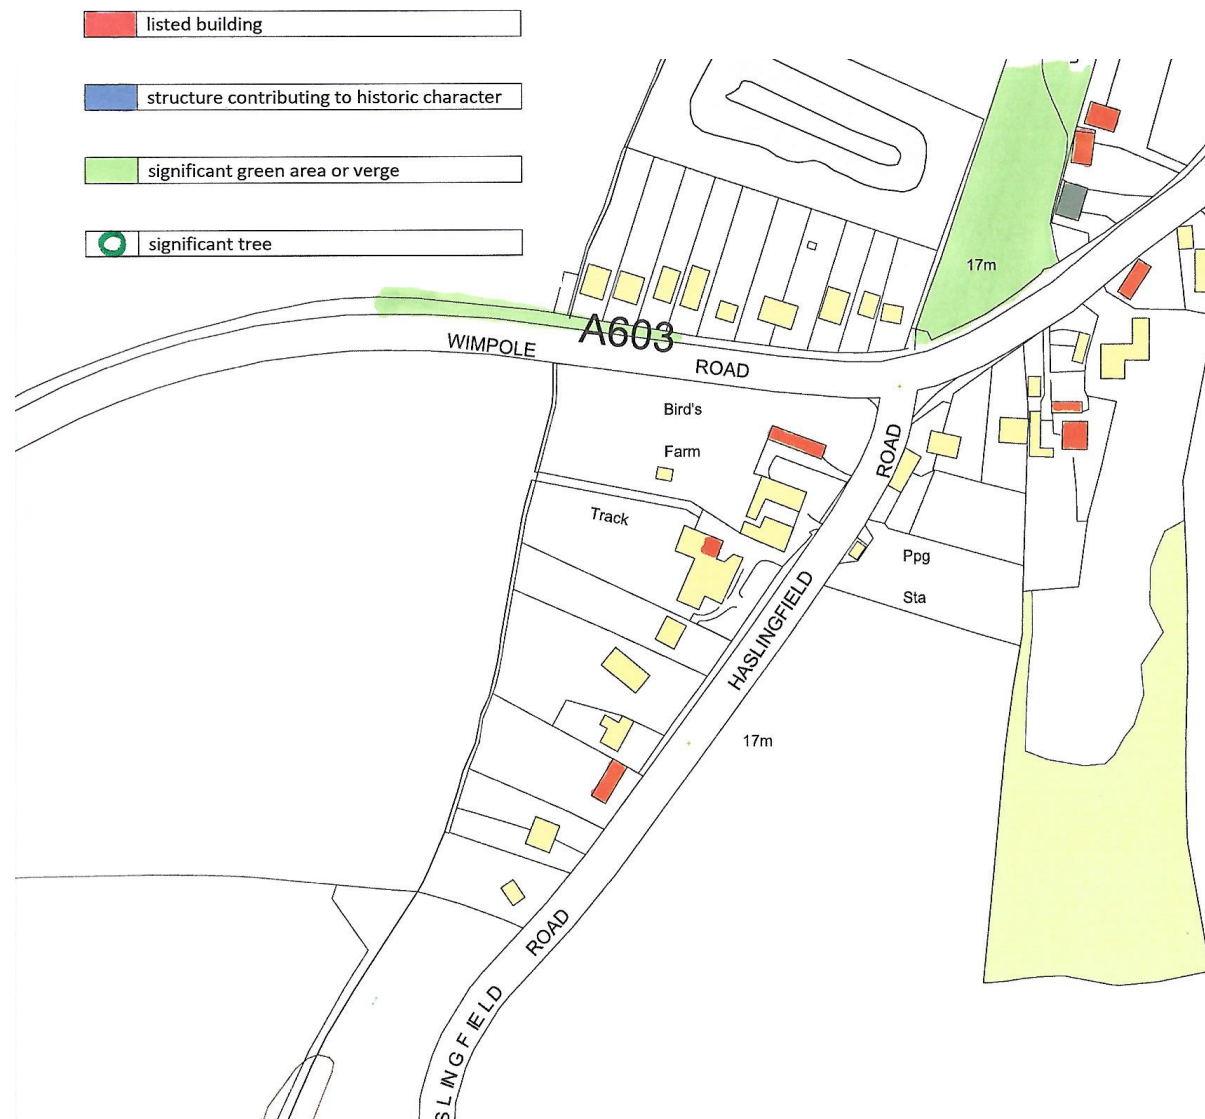 listed building
structure contributing to historic character
significant green area or verge
significant tree
17m
A603
WIMPOLE ROAD
Bird's
Farm
ROAD
Track
Ppg
Sta
HASLINGFIELD
17m
ROAD
SLINGFIELD